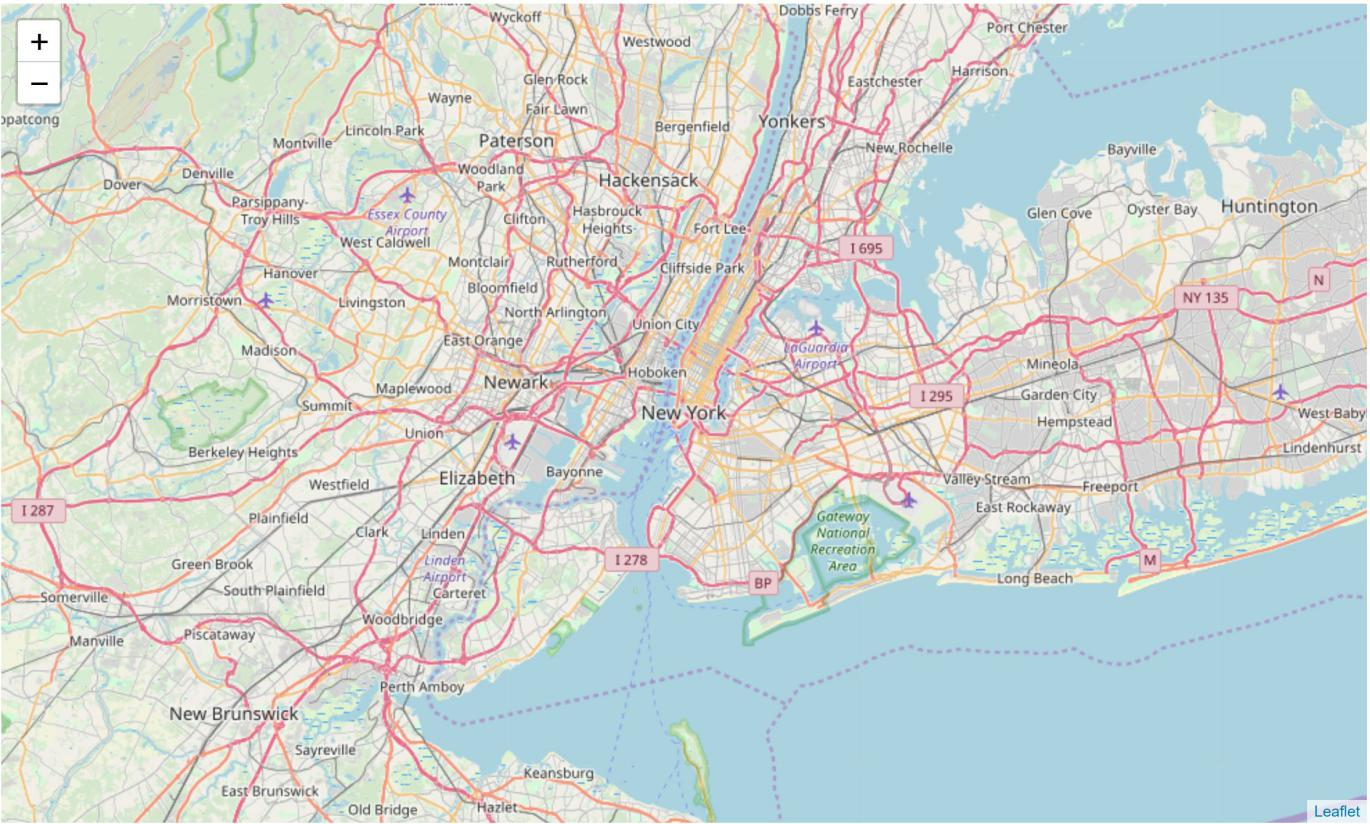 Wyckoff
Dobbs Ferry
Port Chester
+
Westwood
Harrison
Glen Rock
Eastchester
−
Wayne
Fair Lawn
opatcong
Yonkers
Lincoln Park
Bergenfield
Paterson
Montville
New Rochelle
Bayville
Woodland
Park
Denville
Hackensack
Dover
Parsippany-
Troy Hills
Essex County
Airport
Clifton
Hasbrouck
Heights
Fort Lee
Glen Cove
Oyster Bay
Huntington
West Caldwell
I 695
Montclair
Rutherford
Cliffside Park
Hanover
Bloomfield
N
Morristown
Livingston
North Arlington
NY 135
Union City
East Orange
LaGuardia
Airport
Madison
Mineola
Hoboken
Newark
Maplewood
I 295
Garden City
Summit
New York
West Baby
Hempstead
Union
Lindenhurst
Berkeley Heights
Bayonne
Elizabeth
Valley Stream
Westfield
Freeport
I 287
East Rockaway
Plainfield
Gateway
National
Recreation
Area
Clark
Linden
I 278
M
Green Brook
Linden
Airport
Long Beach
BP
South Plainfield
Carteret
Somerville
Woodbridge
Manville
Piscataway
Perth Amboy
New Brunswick
Sayreville
Keansburg
East Brunswick
Old Bridge
Hazlet
Leaflet